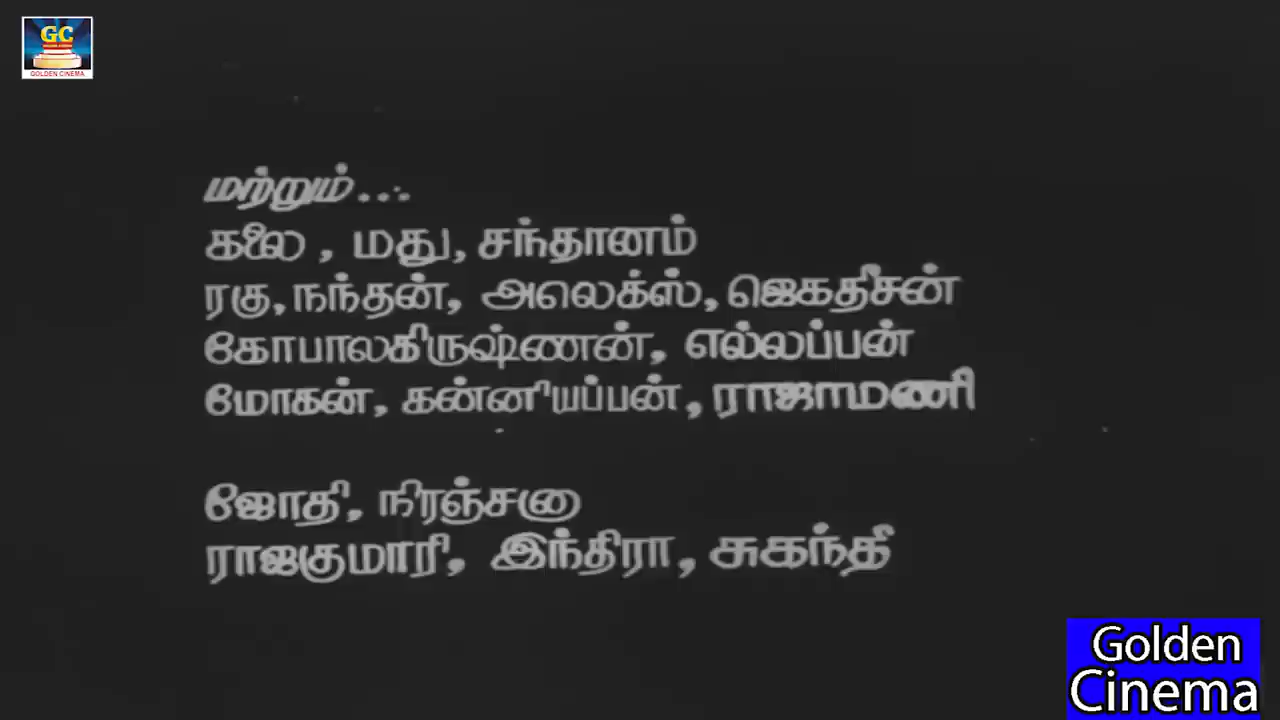 GC
GOLDEN CINEMA
மற்றும்...
கலை, மது, சந்தானம்
ரகு, நந்தன், அலெக்ஸ், ஜெகதீசன்
கோபாலகிருஷ்ணன், எல்லப்பன்
மோகன், கன்னியப்பன், ராஜாமணி
ஜோதி, நிரஞ்சனா
ராஜகுமாரி, இந்திரா, சுகந்தி
Golden
Cinema